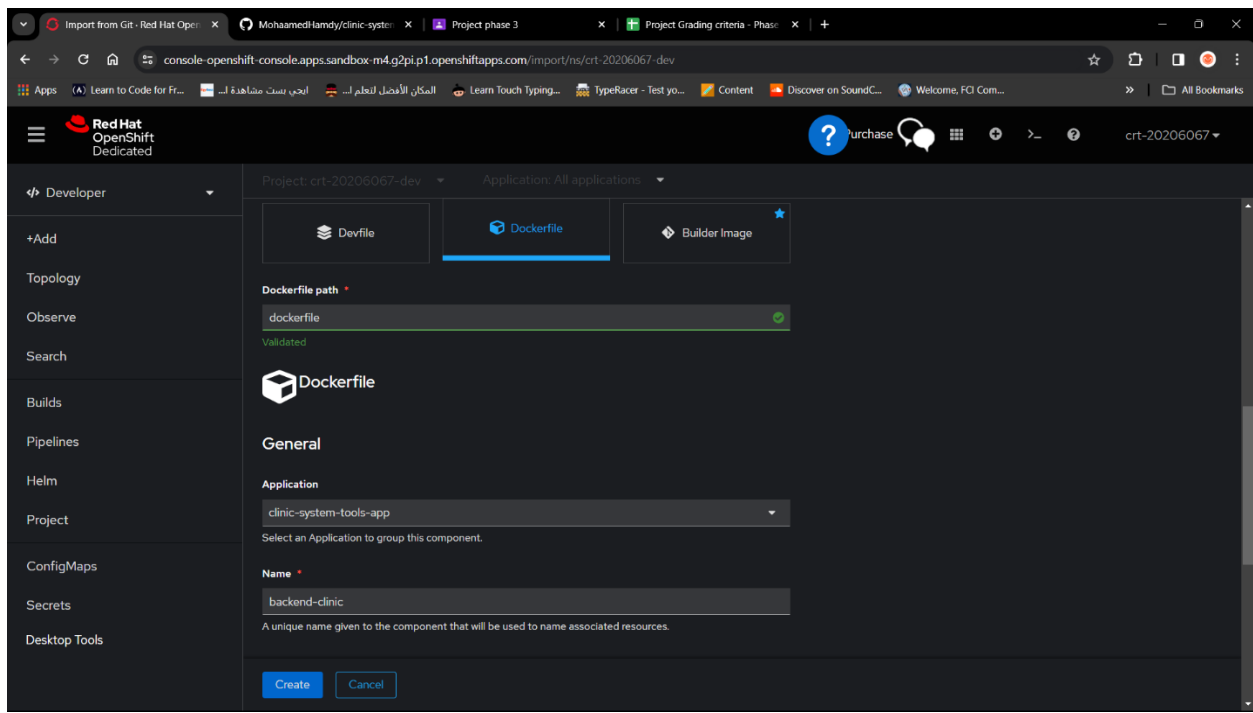 Import from Git · Red Hat Open
MohaamedHamdy/clinic-system
Project phase 3
Project Grading criteria - Phase
console-openshift-console.apps.sandbox-m4.g2pi.p1.openshiftapps.com/import/ns/crt-20206067-dev
Apps
Learn to Code for Fr...
ابجي بست مشاهدة ا...
المكان الأفضل لتعلم ا...
Learn Touch Typing...
TypeRacer - Test yo...
Content
Discover on SoundC...
Welcome, FCI Com...
All Bookmarks
Red Hat
OpenShift
Dedicated
?
urchase
crt-20206067
Developer
Project: crt-20206067-dev
Application: All applications
+Add
Topology
Observe
Search
Builds
Pipelines
Helm
Project
ConfigMaps
Secrets
Desktop Tools
Devfile
Dockerfile
Builder Image
Dockerfile path *
dockerfile
Validated
Dockerfile
General
Application
clinic-system-tools-app
Select an Application to group this component.
Name *
backend-clinic
A unique name given to the component that will be used to name associated resources.
Create
Cancel